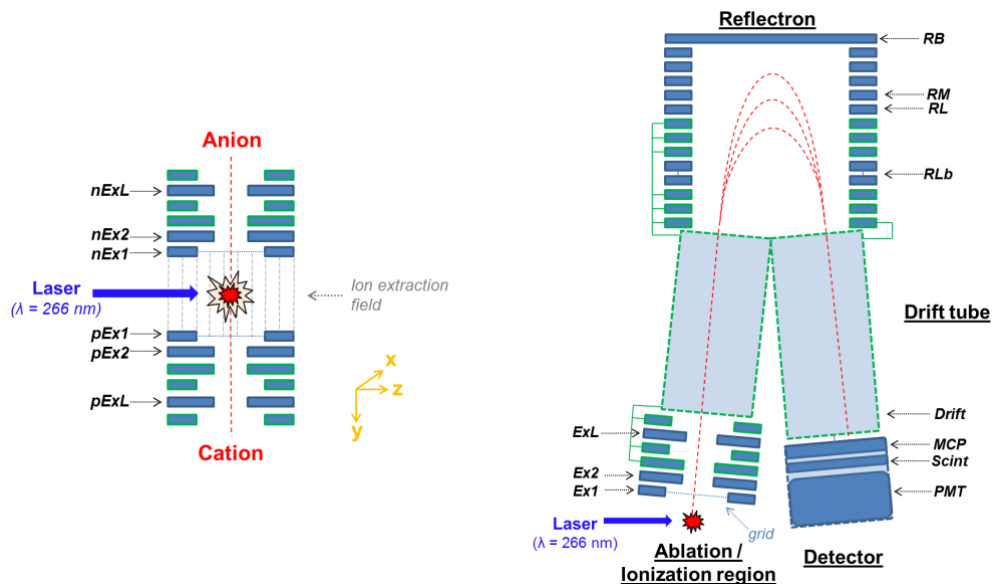 Anion
nExL
nEx2
nEx1
Laser
(λ = 266 nm)
Ion extraction
field
pEx1
pEx2
pExL
x
z
y
Cation
Reflectron
RB
RM
RL
RLb
Drift tube
Drift
MCP
Scint
PMT
ExL
Ex2
Ex1
grid
Laser
(λ = 266 nm)
Ablation /
Ionization region
Detector